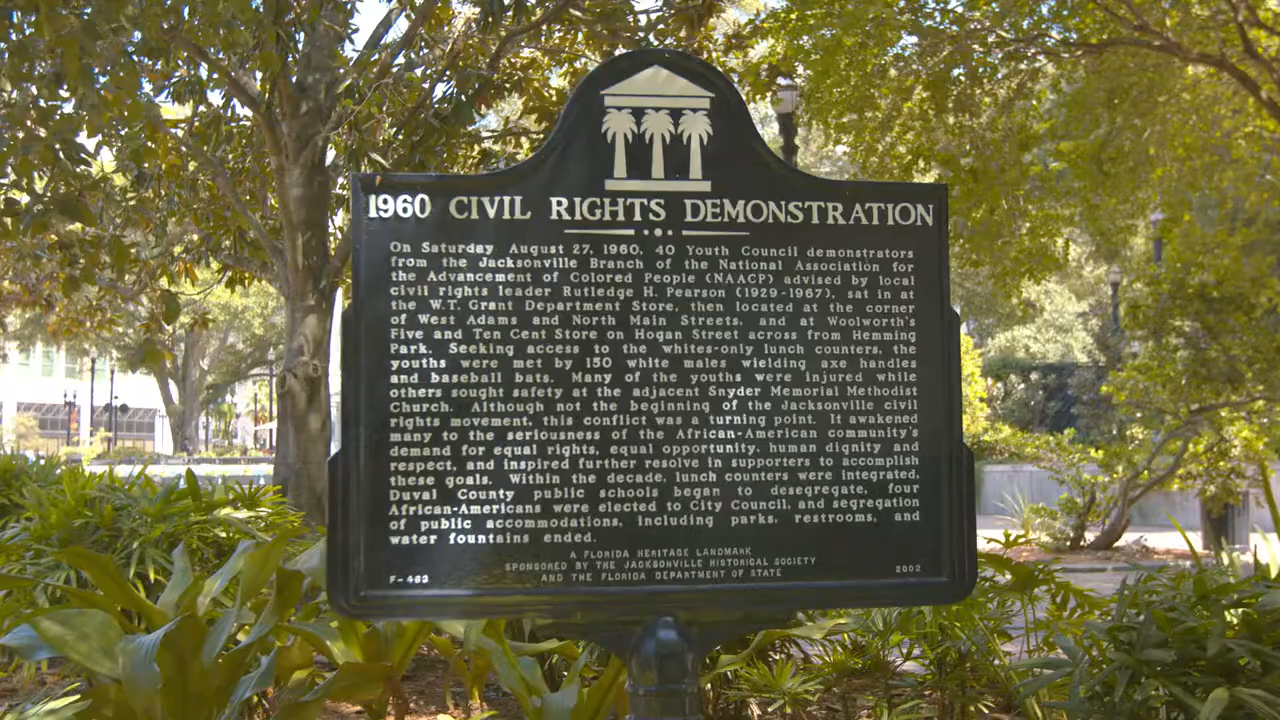 1960 CIVIL RIGHTS DEMONSTRATION
On Saturday August 27, 1960, 40 Youth Council demonstrators
from the Jacksonville Branch of the National Association for
the Advancement of Colored People (NAACP) advised by local
civil rights leader Rutledge H. Pearson (1929-1967), sat in at
the W.T. Grant Department Store, then located at the corner
of West Adams and North Main Streets, and at Woolworth's
Five and Ten Cent Store on Hogan Street across from Hemming
Park. Seeking access to the whites-only lunch counters, the
youths were met by 150 white males wielding axe handles
and baseball bats. Many of the youths were injured while
others sought safety at the adjacent Snyder Memorial Methodist
Church. Although not the beginning of the Jacksonville civil
rights movement, this conflict was a turning point. It awakened
many to the seriousness of the African-American community's
demand for equal rights, equal opportunity, human dignity and
respect, and inspired further resolve in supporters to accomplish
these goals. Within the decade, lunch counters were integrated,
Duval County public schools began to desegregate, four
African-Americans were elected to City Council, and segregation
of public accommodations, including parks, restrooms, and
water fountains ended.
A FLORIDA HERITAGE LANDMARK
SPONSORED BY THE JACKSONVILLE HISTORICAL SOCIETY
AND THE FLORIDA DEPARTMENT OF STATE
F-463
2002